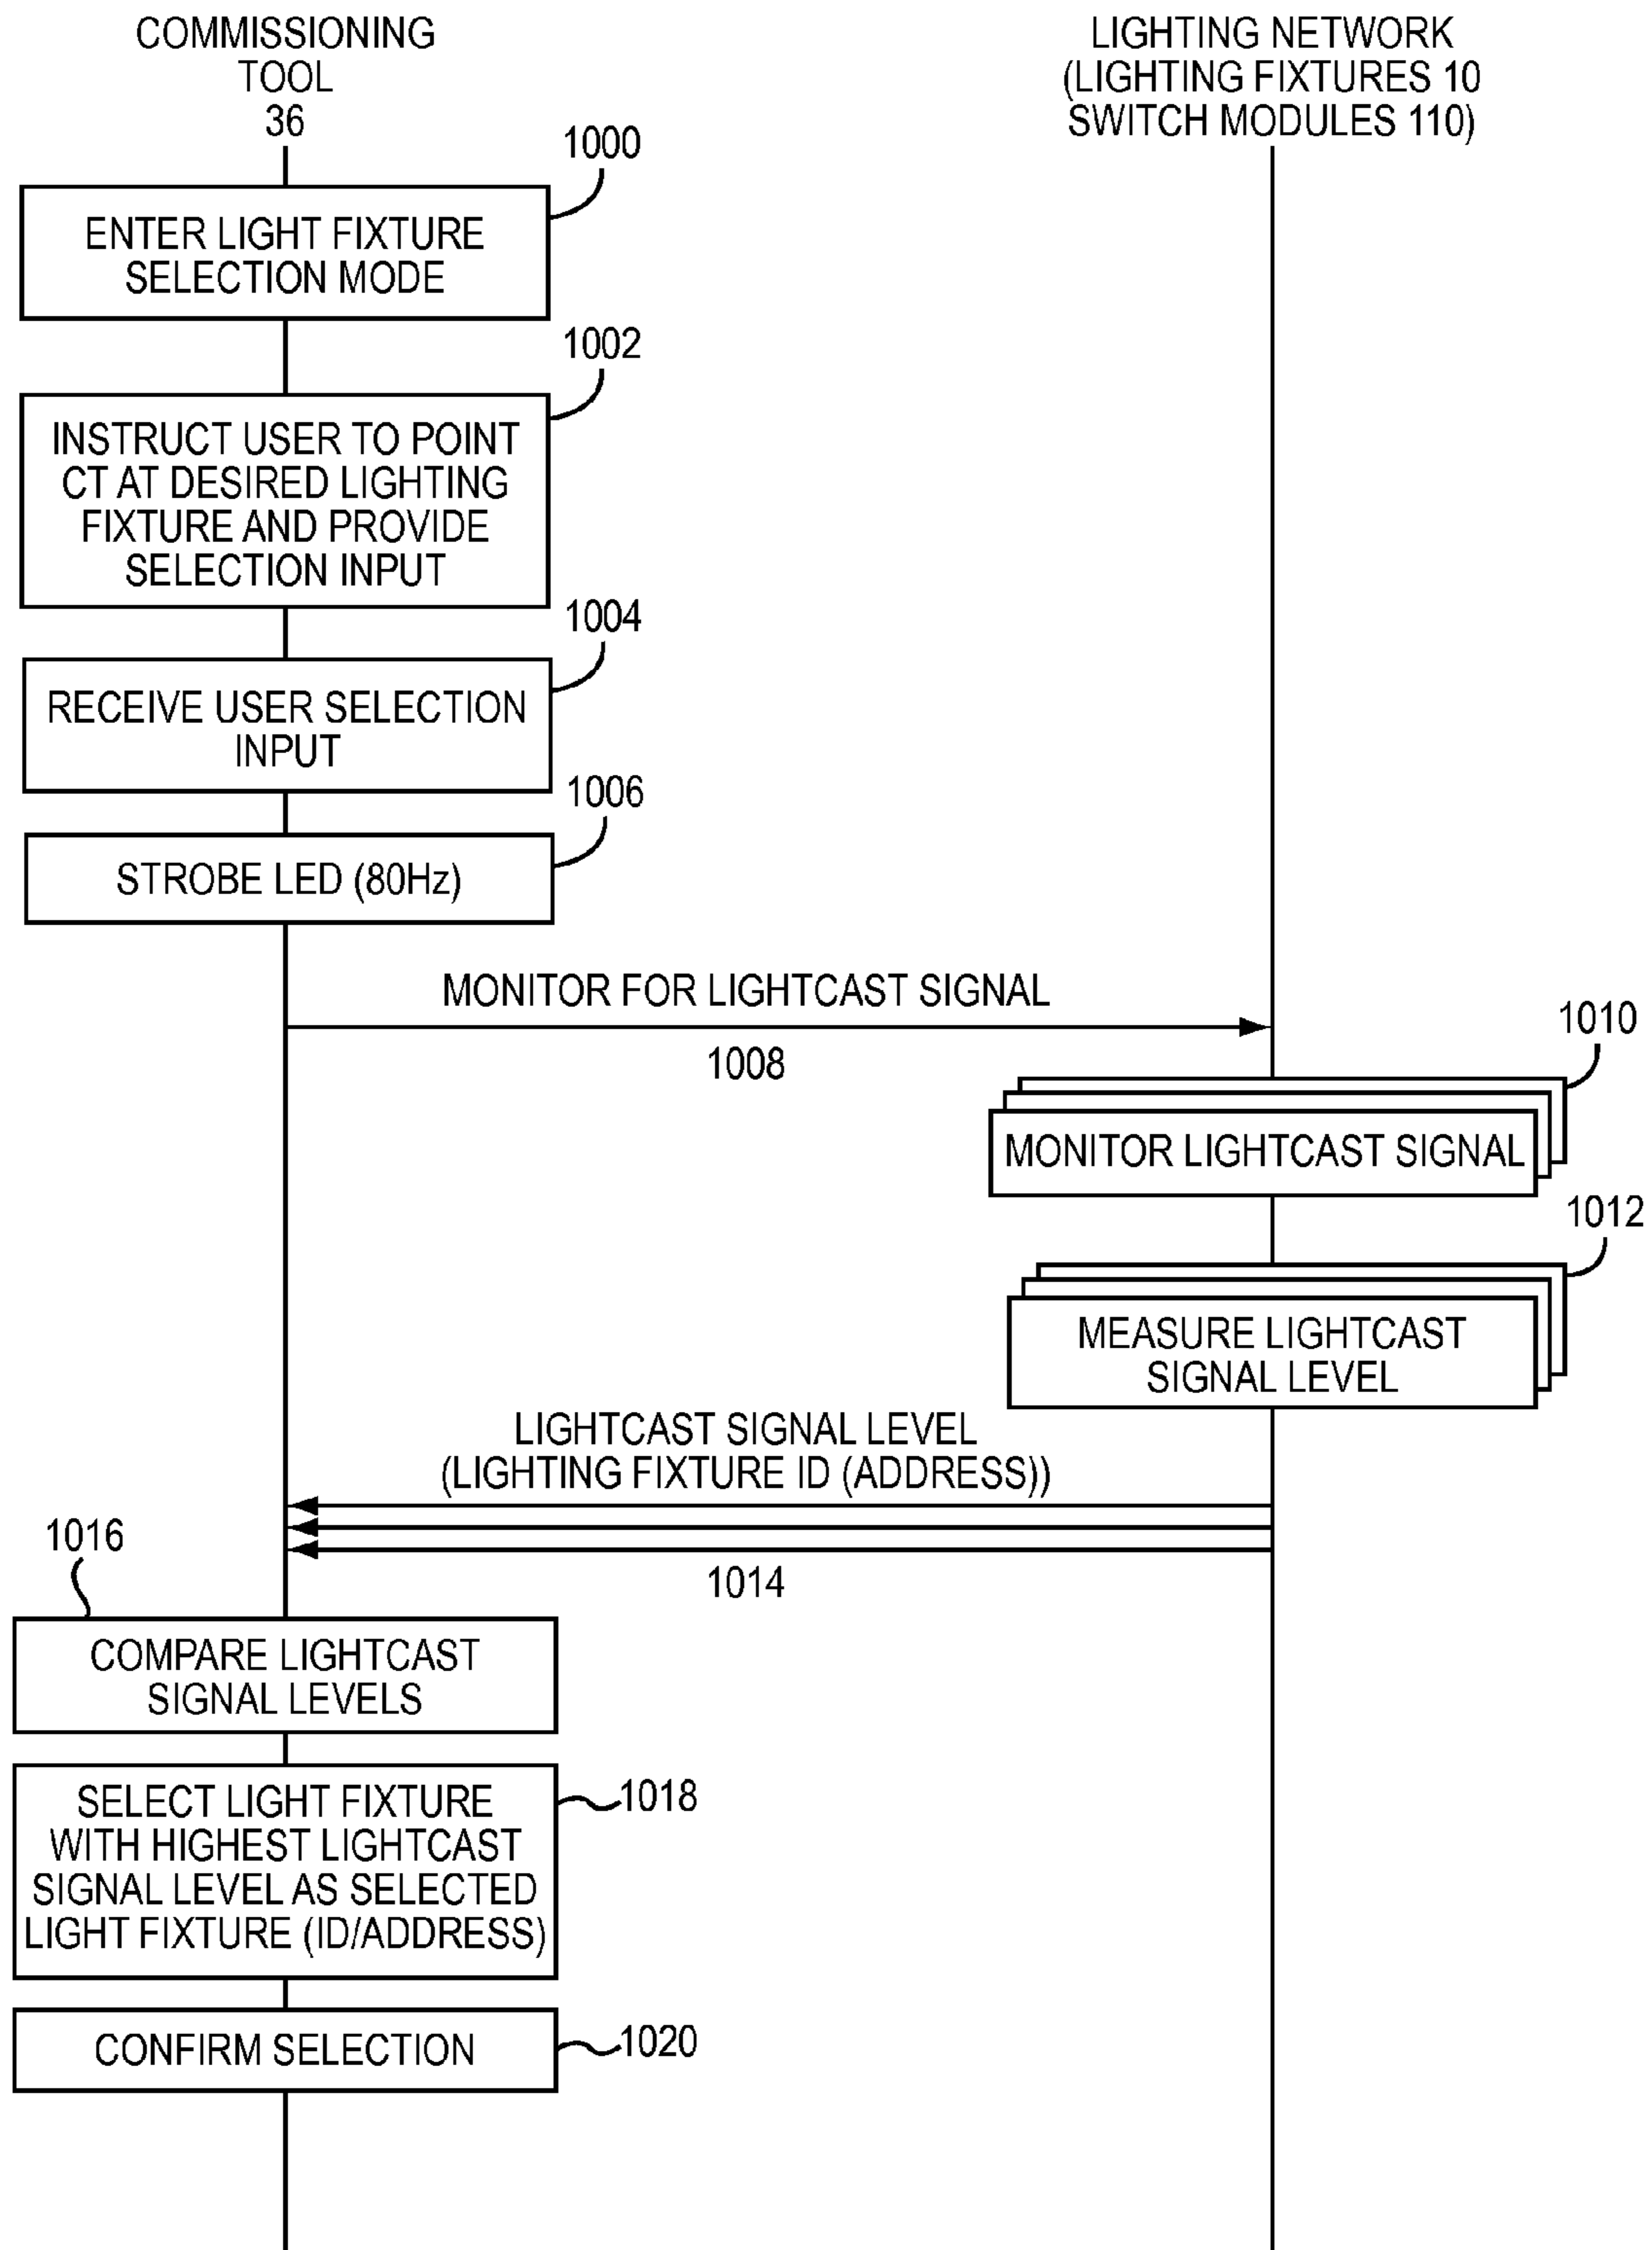 COMMISSIONING
TOOL
36
LIGHTING NETWORK
(LIGHTING FIXTURES 10
SWITCH MODULES 110)
1000
ENTER LIGHT FIXTURE
SELECTION MODE
1002
INSTRUCT USER TO POINT
CT AT DESIRED LIGHTING
FIXTURE AND PROVIDE
SELECTION INPUT
1004
RECEIVE USER SELECTION
INPUT
1006
STROBE LED (80Hz)
MONITOR FOR LIGHTCAST SIGNAL
1008
1010
MONITOR LIGHTCAST SIGNAL
1012
MEASURE LIGHTCAST
SIGNAL LEVEL
LIGHTCAST SIGNAL LEVEL
(LIGHTING FIXTURE ID (ADDRESS))
1014
1016
COMPARE LIGHTCAST
SIGNAL LEVELS
SELECT LIGHT FIXTURE
WITH HIGHEST LIGHTCAST
SIGNAL LEVEL AS SELECTED
LIGHT FIXTURE (ID/ADDRESS)
1018
CONFIRM SELECTION
1020